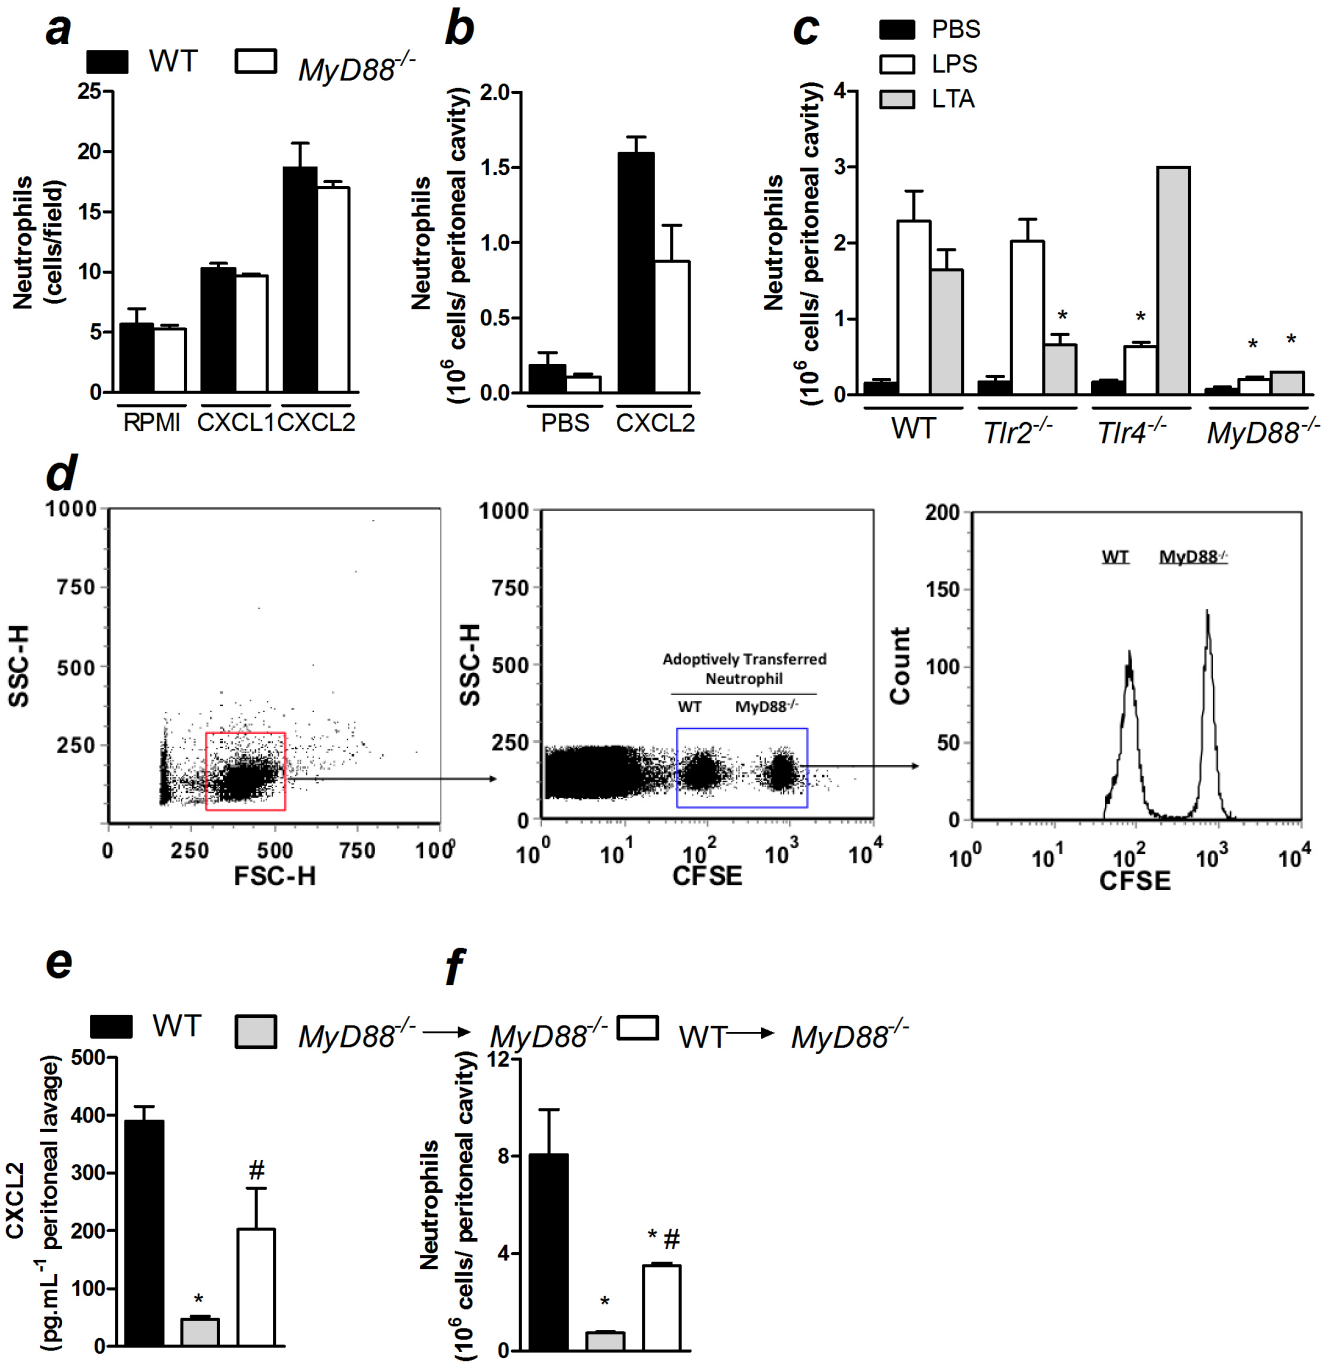 a
WT
MyD88-/-
Neutrophils
(cells/field)
25
20
15
10
5
0
RPMI
CXCL1
CXCL2
b
Neutrophils
(10⁶ cells/ peritoneal cavity)
2.0
1.5
1.0
0.5
0.0
PBS
CXCL2
c
PBS
LPS
LTA
Neutrophils
(10⁶ cells/ peritoneal cavity)
4
3
2
1
0
*
*
*
*
WT
Tlr2-/-
Tlr4-/-
MyD88-/-
d
SSC-H
1000
750
500
250
0
250
500
750
100⁰
FSC-H
SSC-H
1000
750
500
250
0
Adoptively Transferred
Neutrophil
WT MyD88-/-
10⁰ 10¹ 10² 10³ 10⁴
CFSE
Count
200
150
100
50
0
WT MyD88-/-
10⁰ 10¹ 10² 10³ 10⁴
CFSE
e
f
WT
MyD88-/- → MyD88-/-
WT → MyD88-/-
CXCL2
(pg.mL⁻¹ peritoneal lavage)
500
400
300
200
100
0
*
#
Neutrophils
(10⁶ cells/ peritoneal cavity)
12
8
4
0
*
* #